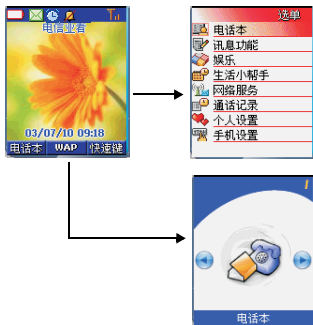 电信业者
03/07/10 09:18
电话本 WAP 快速键
选单
电话本
讯息功能
娱乐
生活小帮手
网络服务
通话记录
个人设置
手机设置
电话本